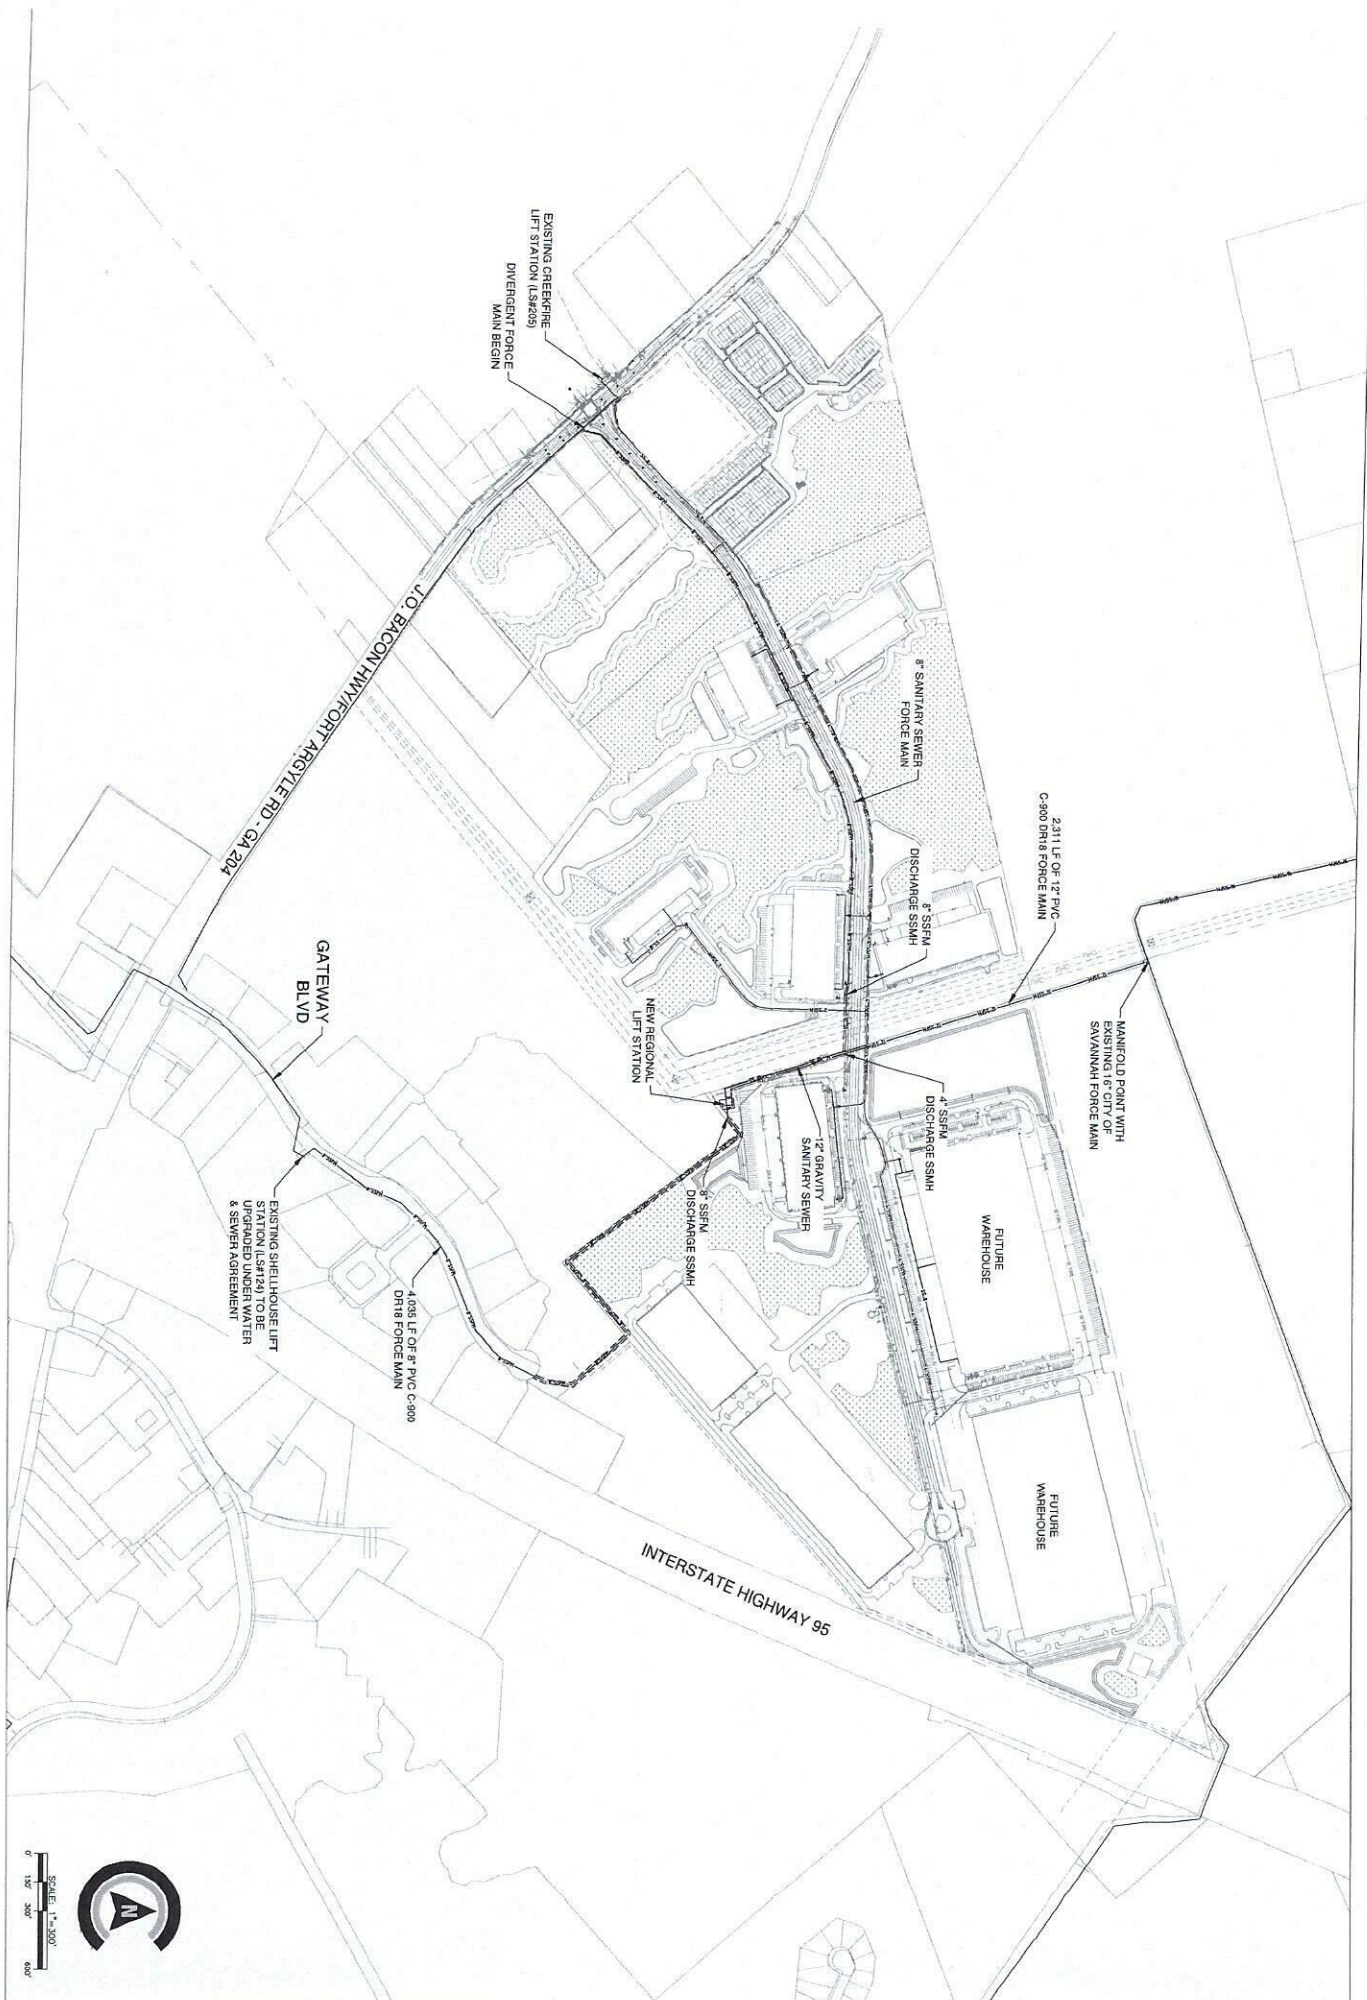 EXISTING CREEKFIRE
LIFT STATION (LS#205)
DIVERGENT FORCE
MAIN BEGIN
J.O. BACON HWY/FORT ARGYLE RD - GA 204
8" SANITARY SEWER
FORCE MAIN
2,311 LF OF 12" PVC
C-900 DR18 FORCE MAIN
8" SSFM
DISCHARGE SSMH
MANIFOLD POINT WITH
EXISTING 16" CITY OF
SAVANNAH FORCE MAIN
GATEWAY
BLVD
NEW REGIONAL
LIFT STATION
4" SSFM
DISCHARGE SSMH
12" GRAVITY
SANITARY SEWER
8" SSFM
DISCHARGE SSMH
FUTURE
WAREHOUSE
EXISTING SHELLHOUSE LIFT
STATION (LS#124) TO BE
UPGRADED UNDER WATER
& SEWER AGREEMENT
4,035 LF OF 8" PVC C-900
DR18 FORCE MAIN
FUTURE
WAREHOUSE
INTERSTATE HIGHWAY 95
N
SCALE: 1"=300'
0' 150' 300' 600'